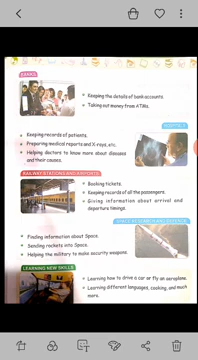 BANKS
Keeping the details of bank accounts.
Taking out money from ATMs.
Keeping records of patients.
Preparing medical reports and X-rays, etc.
Helping doctors to know more about diseases
and their causes.
RAILWAY STATIONS AND AIRPORTS
Booking tickets.
Keeping records of all the passengers.
Giving information about arrival and
departure timings.
SPACE RESEARCH AND DEFENCE
Finding information about Space.
Sending rockets into Space.
Helping the military to make security weapons.
LEARNING NEW SKILLS
Learning how to drive a car or fly an aeroplane.
Learning different languages, cooking, and much
more.